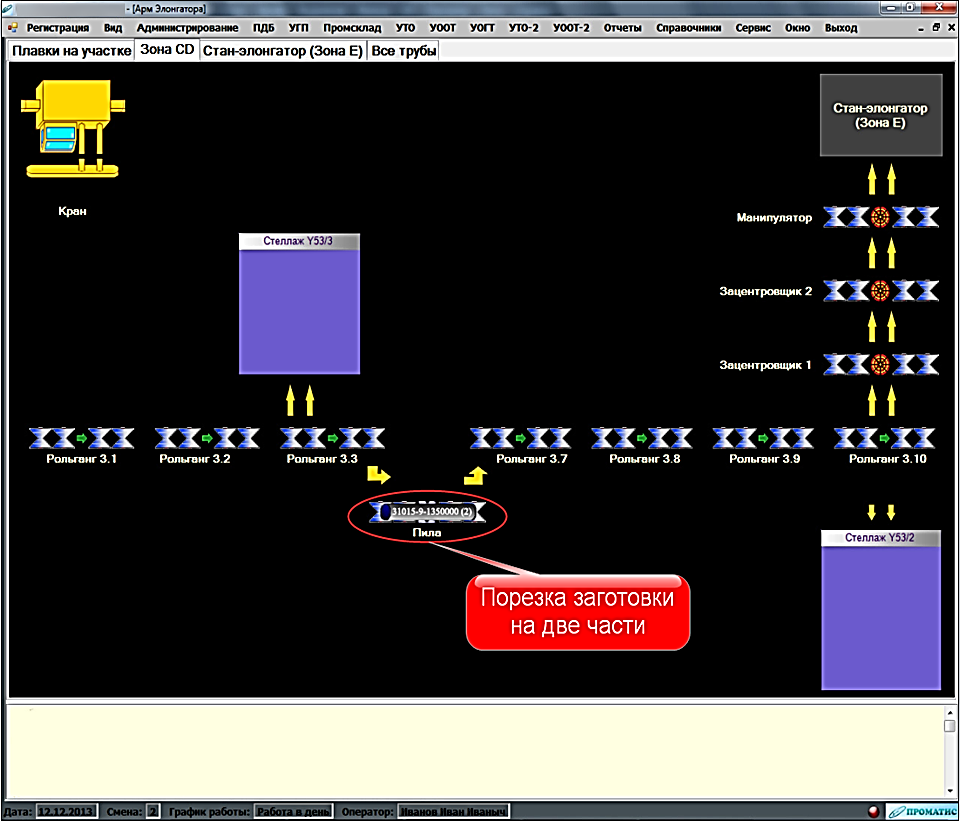 - [Арм Элонгатора]
Регистрация Вид Администрирование ПДБ УГП Промсклад УТО УООТ УОГТ УТО-2 УООТ-2 Отчеты Справочники Сервис Окно Выход
Плавки на участке Зона CD Стан-элонгатор (Зона Е) Все трубы
Стан-элонгатор
(Зона Е)
Кран
Манипулятор
Стеллаж Y53/3
Зацентровщик 2
Зацентровщик 1
Рольганг 3.1 Рольганг 3.2 Рольганг 3.3 Рольганг 3.7 Рольганг 3.8 Рольганг 3.9 Рольганг 3.10
31015-9-1350000 (2)
Пила
Стеллаж Y53/2
Порезка заготовки
на две части
Дата: 12.12.2013 Смена: 2 График работы: Работа в день Оператор: Иванов Иван Иваныч ПРОМАТИС